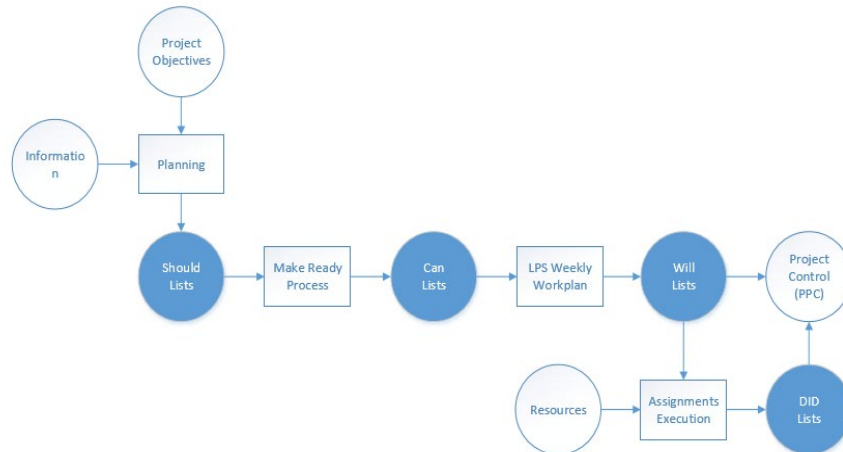 Project
Objectives
Informatio
n
Planning
Should
Lists
Make Ready
Process
Can
Lists
LPS Weekly
Workplan
Will
Lists
Project
Control
(PPC)
Resources
Assignments
Execution
DID
Lists